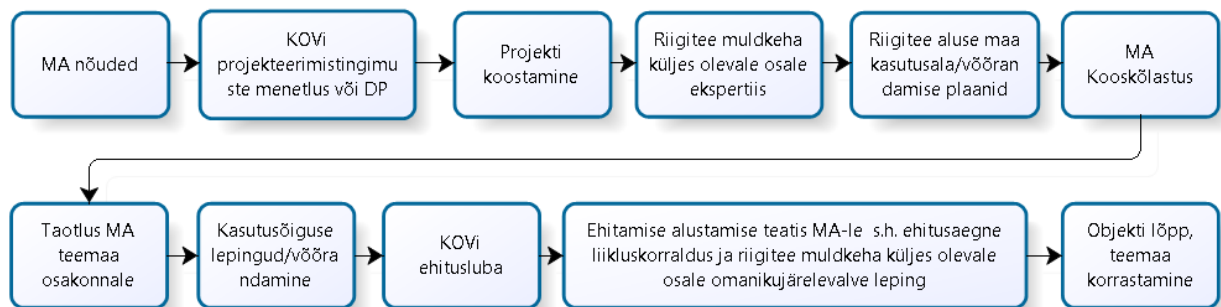 MA nõuded
KOVi
projekteerimistingimu
ste menetlus või DP
Projekti
koostamine
Riigitee muldkeha
küljes olevale osale
ekspertiis
Riigitee aluse maa
kasutusala/võõran
damise plaanid
MA
Kooskõlastus
Taotlus MA
teemaa
osakonnale
Kasutusõiguse
lepingud/võõra
ndamine
KOVi
ehitusluba
Ehitamise alustamise teatis MA-le s.h. ehitusaegne
liikluskorraldus ja riigitee muldkeha küljes olevale
osale omanikujärelevalve leping
Objekti lõpp,
teemaa
korrastamine